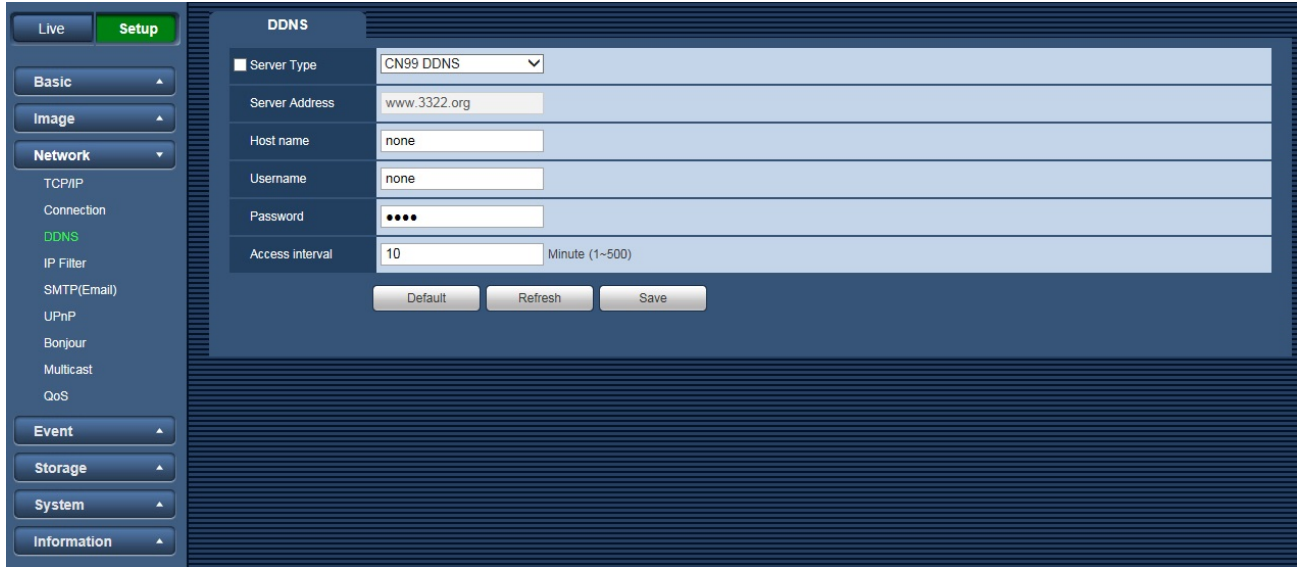 Live Setup
Basic
Image
Network
TCP/IP
Connection
DDNS
IP Filter
SMTP(Email)
UPnP
Bonjour
Multicast
QoS
Event
Storage
System
Information
DDNS
Server Type CN99 DDNS
Server Address www.3322.org
Host name none
Username none
Password ••••
Access interval 10 Minute (1~500)
Default Refresh Save